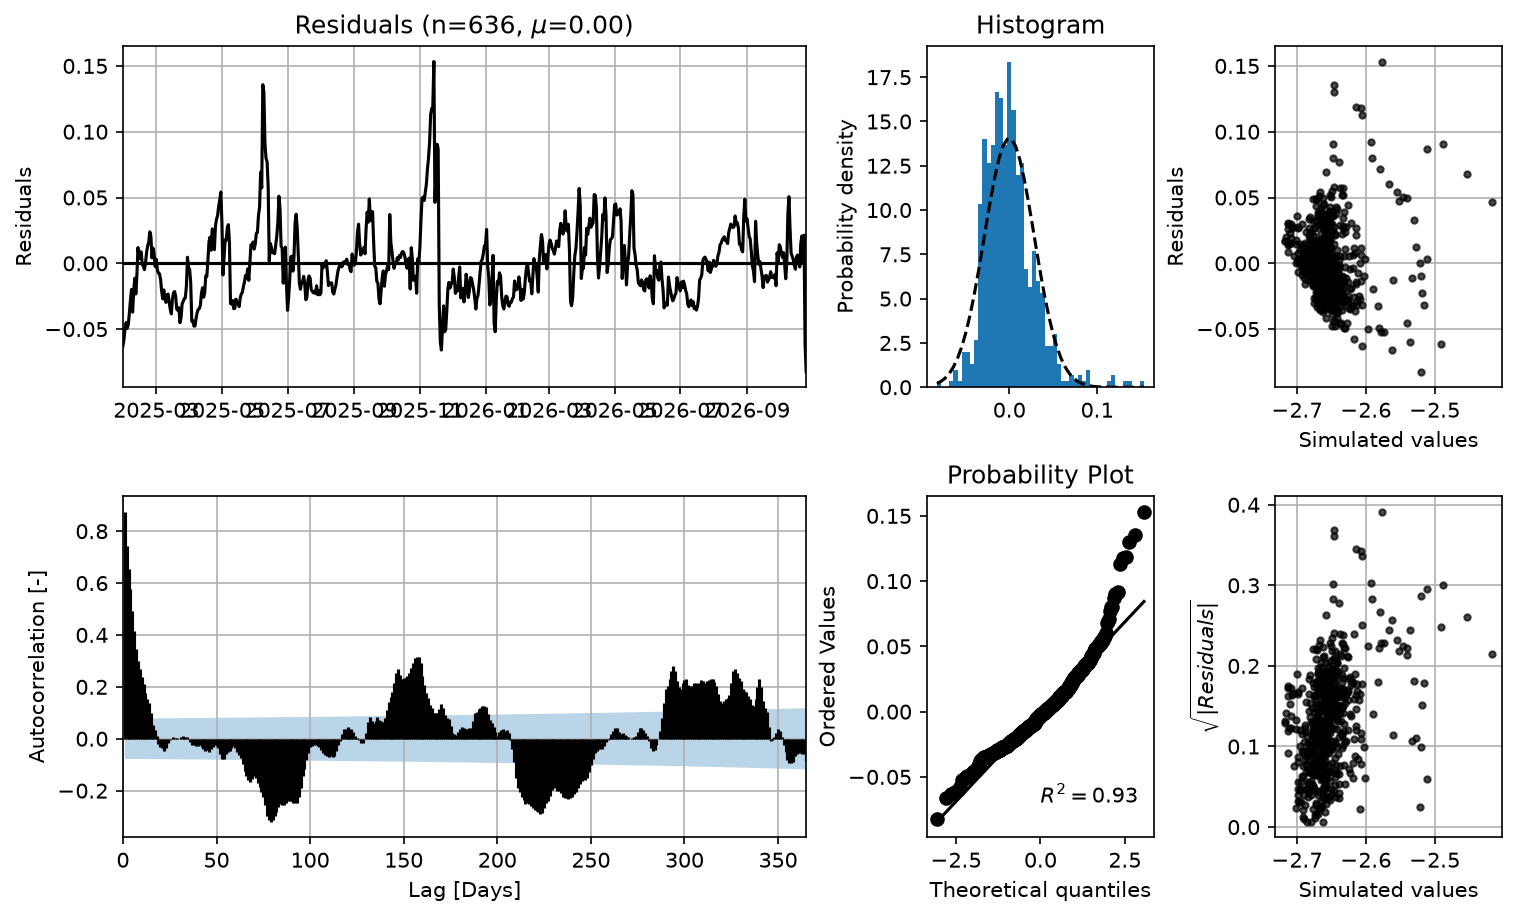 Residuals (n=636, μ=0.00)
Residuals
0.15
0.10
0.05
0.00
−0.05
2025-03 2025-05 2025-07 2025-09 2025-11 2026-01 2026-03 2026-05 2026-07 2026-09
Histogram
Probability density
17.5
15.0
12.5
10.0
7.5
5.0
2.5
0.0
0.0 0.1
Residuals
0.15
0.10
0.05
0.00
−0.05
−2.7 −2.6 −2.5
Simulated values
Autocorrelation [-]
0.8
0.6
0.4
0.2
0.0
−0.2
0 50 100 150 200 250 300 350
Lag [Days]
Probability Plot
Ordered Values
0.15
0.10
0.05
0.00
−0.05
R² = 0.93
−2.5 0.0 2.5
Theoretical quantiles
√|Residuals|
0.4
0.3
0.2
0.1
0.0
−2.7 −2.6 −2.5
Simulated values